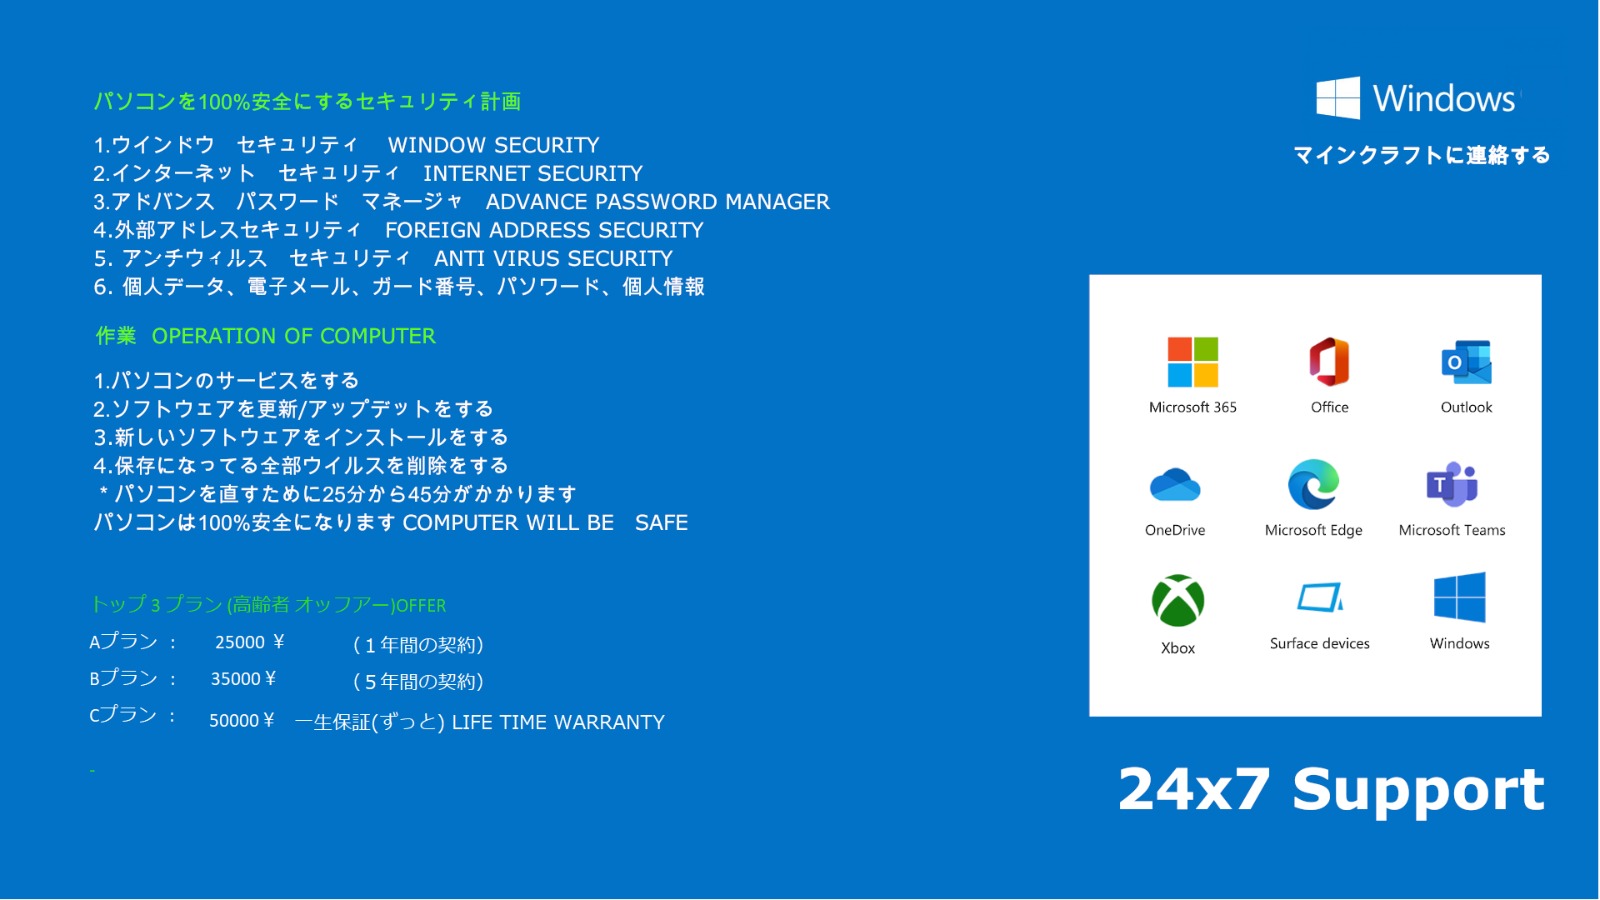 パソコンを100%安全にするセキュリティ計画
1.ウインドウ　セキュリティ　 WINDOW SECURITY
2.インターネット　セキュリティ　INTERNET SECURITY
3.アドバンス　パスワード　マネージャ　ADVANCE PASSWORD MANAGER
4.外部アドレスセキュリティ　FOREIGN ADDRESS SECURITY
5. アンチウィルス　セキュリティ　ANTI VIRUS SECURITY
6. 個人データ、電子メール、ガード番号、パソワード、個人情報
作業 OPERATION OF COMPUTER
1.パソコンのサービスをする
2.ソフトウェアを更新/アップデットをする
3.新しいソフトウェアをインストールをする
4.保存になってる全部ウイルスを削除をする
* パソコンを直すために25分から45分がかかります
パソコンは100%安全になります COMPUTER WILL BE　SAFE
トップ３プラン (高齢者 オッフアー)OFFER
Aプラン ： 25000 ¥ （１年間の契約）
Bプラン ： 35000 ¥ （５年間の契約）
Cプラン ： 50000 ¥ 一生保証(ずっと) LIFE TIME WARRANTY
-
Windows
マインクラフトに連絡する
Microsoft 365
Office
Outlook
OneDrive
Microsoft Edge
Microsoft Teams
Xbox
Surface devices
Windows
24x7 Support